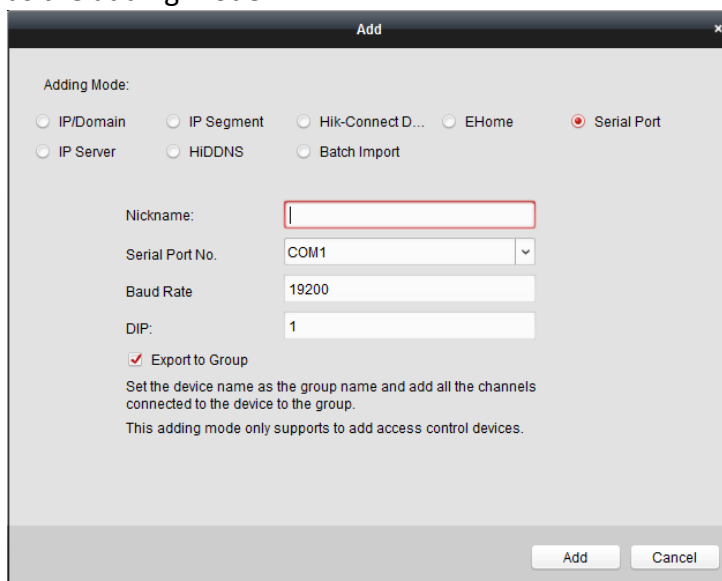 Add
Adding Mode:
IP/Domain IP Segment Hik-Connect D... EHome Serial Port
IP Server HiDDNS Batch Import
Nickname:
Serial Port No. COM1
Baud Rate 19200
DIP: 1
Export to Group
Set the device name as the group name and add all the channels
connected to the device to the group.
This adding mode only supports to add access control devices.
Add Cancel